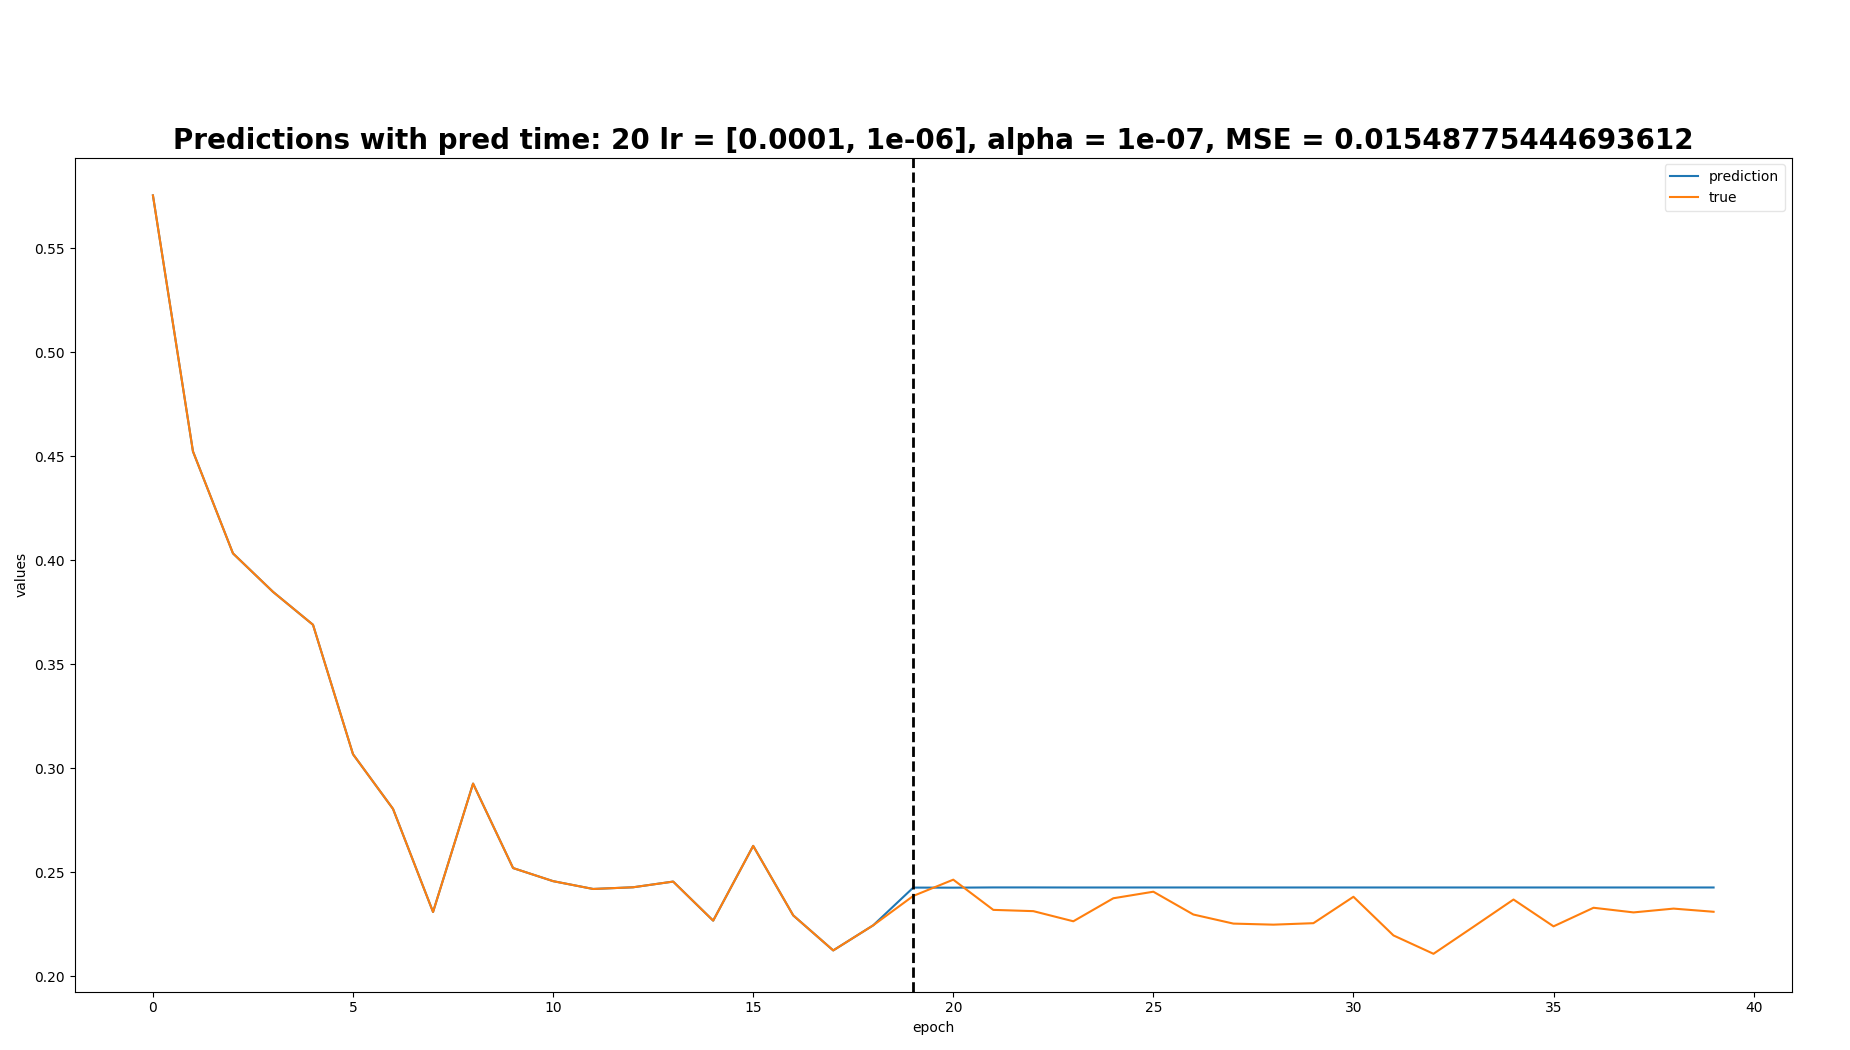 Predictions with pred time: 20 lr = [0.0001, 1e-06], alpha = 1e-07, MSE = 0.01548775444693612
prediction
true
0.55
0.50
0.45
0.40
0.35
0.30
0.25
0.20
values
0 5 10 15 20 25 30 35 40
epoch